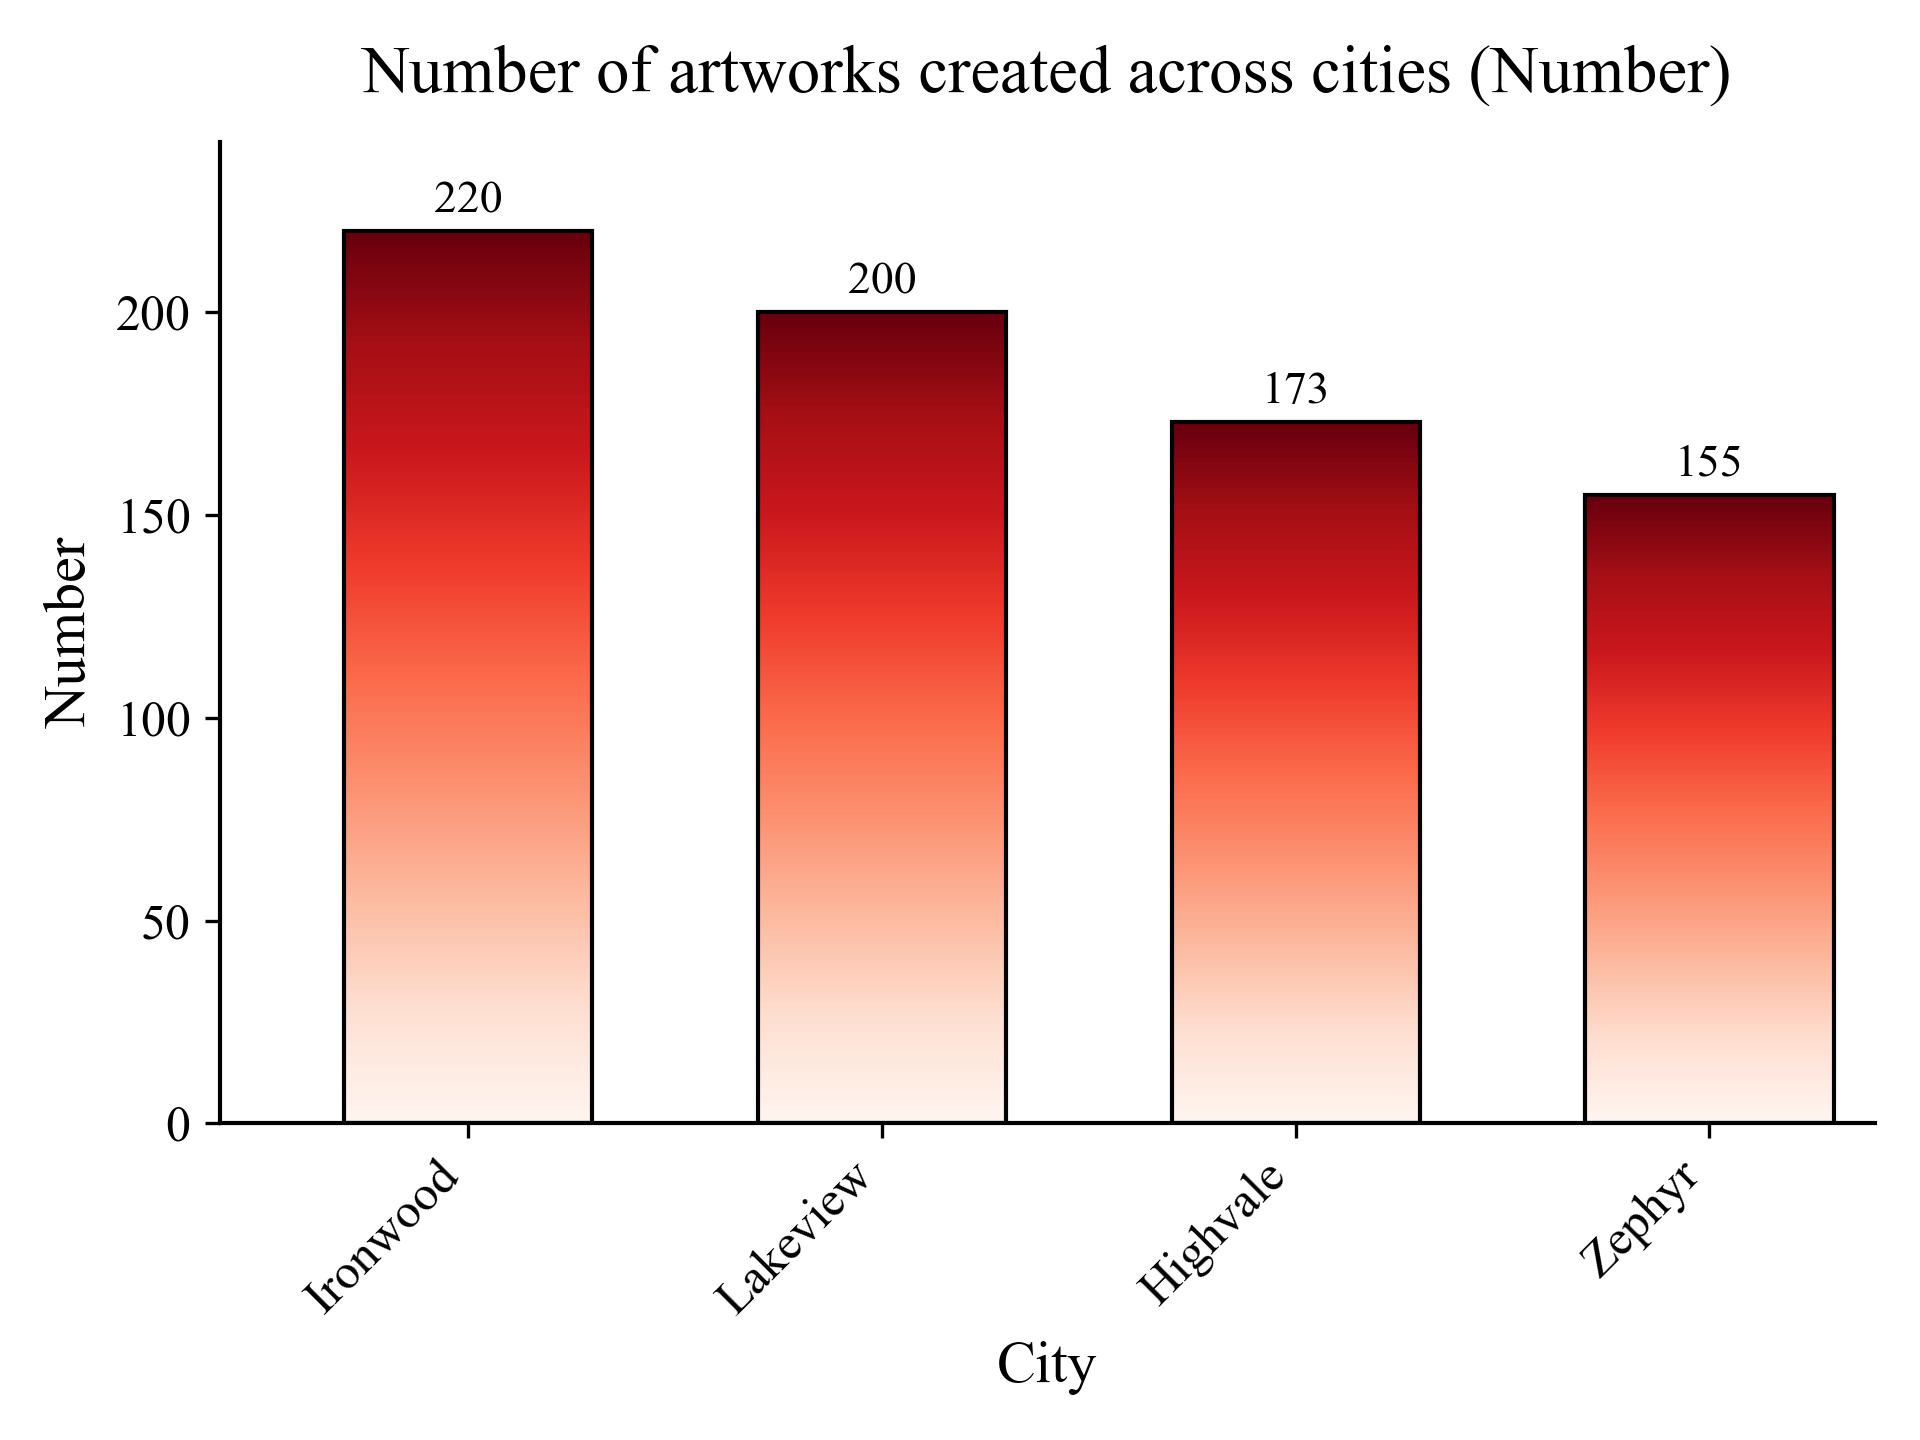 Number of artworks created across cities (Number)
220
200
173
155
Number
200
150
100
50
0
Ironwood
Lakeview
Highvale
Zephyr
City